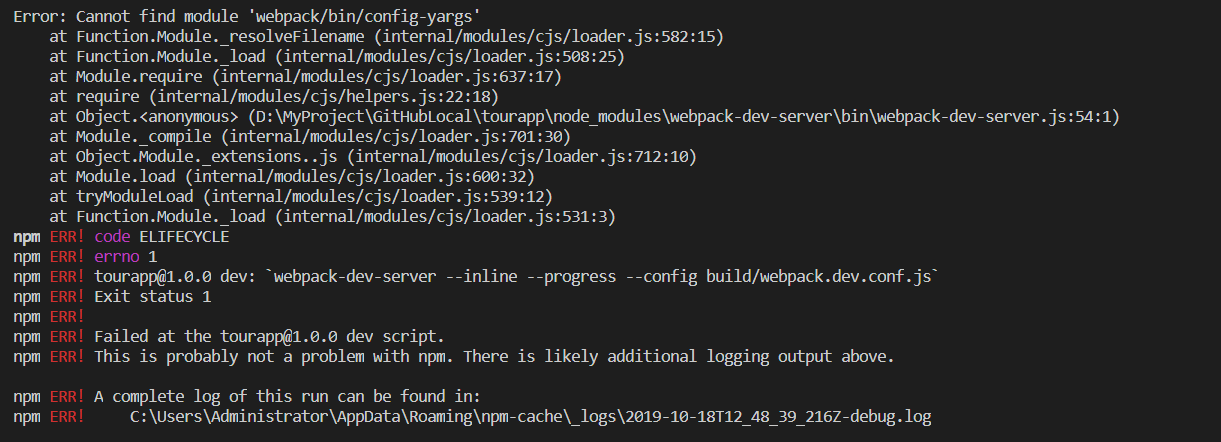 Error: Cannot find module 'webpack/bin/config-yargs'
    at Function.Module._resolveFilename (internal/modules/cjs/loader.js:582:15)
    at Function.Module._load (internal/modules/cjs/loader.js:508:25)
    at Module.require (internal/modules/cjs/loader.js:637:17)
    at require (internal/modules/cjs/helpers.js:22:18)
    at Object.<anonymous> (D:\MyProject\GitHubLocal\tourapp\node_modules\webpack-dev-server\bin\webpack-dev-server.js:54:1)
    at Module._compile (internal/modules/cjs/loader.js:701:30)
    at Object.Module._extensions..js (internal/modules/cjs/loader.js:712:10)
    at Module.load (internal/modules/cjs/loader.js:600:32)
    at tryModuleLoad (internal/modules/cjs/loader.js:539:12)
    at Function.Module._load (internal/modules/cjs/loader.js:531:3)
npm ERR! code ELIFECYCLE
npm ERR! errno 1
npm ERR! tourapp@1.0.0 dev: `webpack-dev-server --inline --progress --config build/webpack.dev.conf.js`
npm ERR! Exit status 1
npm ERR!
npm ERR! Failed at the tourapp@1.0.0 dev script.
npm ERR! This is probably not a problem with npm. There is likely additional logging output above.
npm ERR! A complete log of this run can be found in:
npm ERR!     C:\Users\Administrator\AppData\Roaming\npm-cache\_logs\2019-10-18T12_48_39_216Z-debug.log